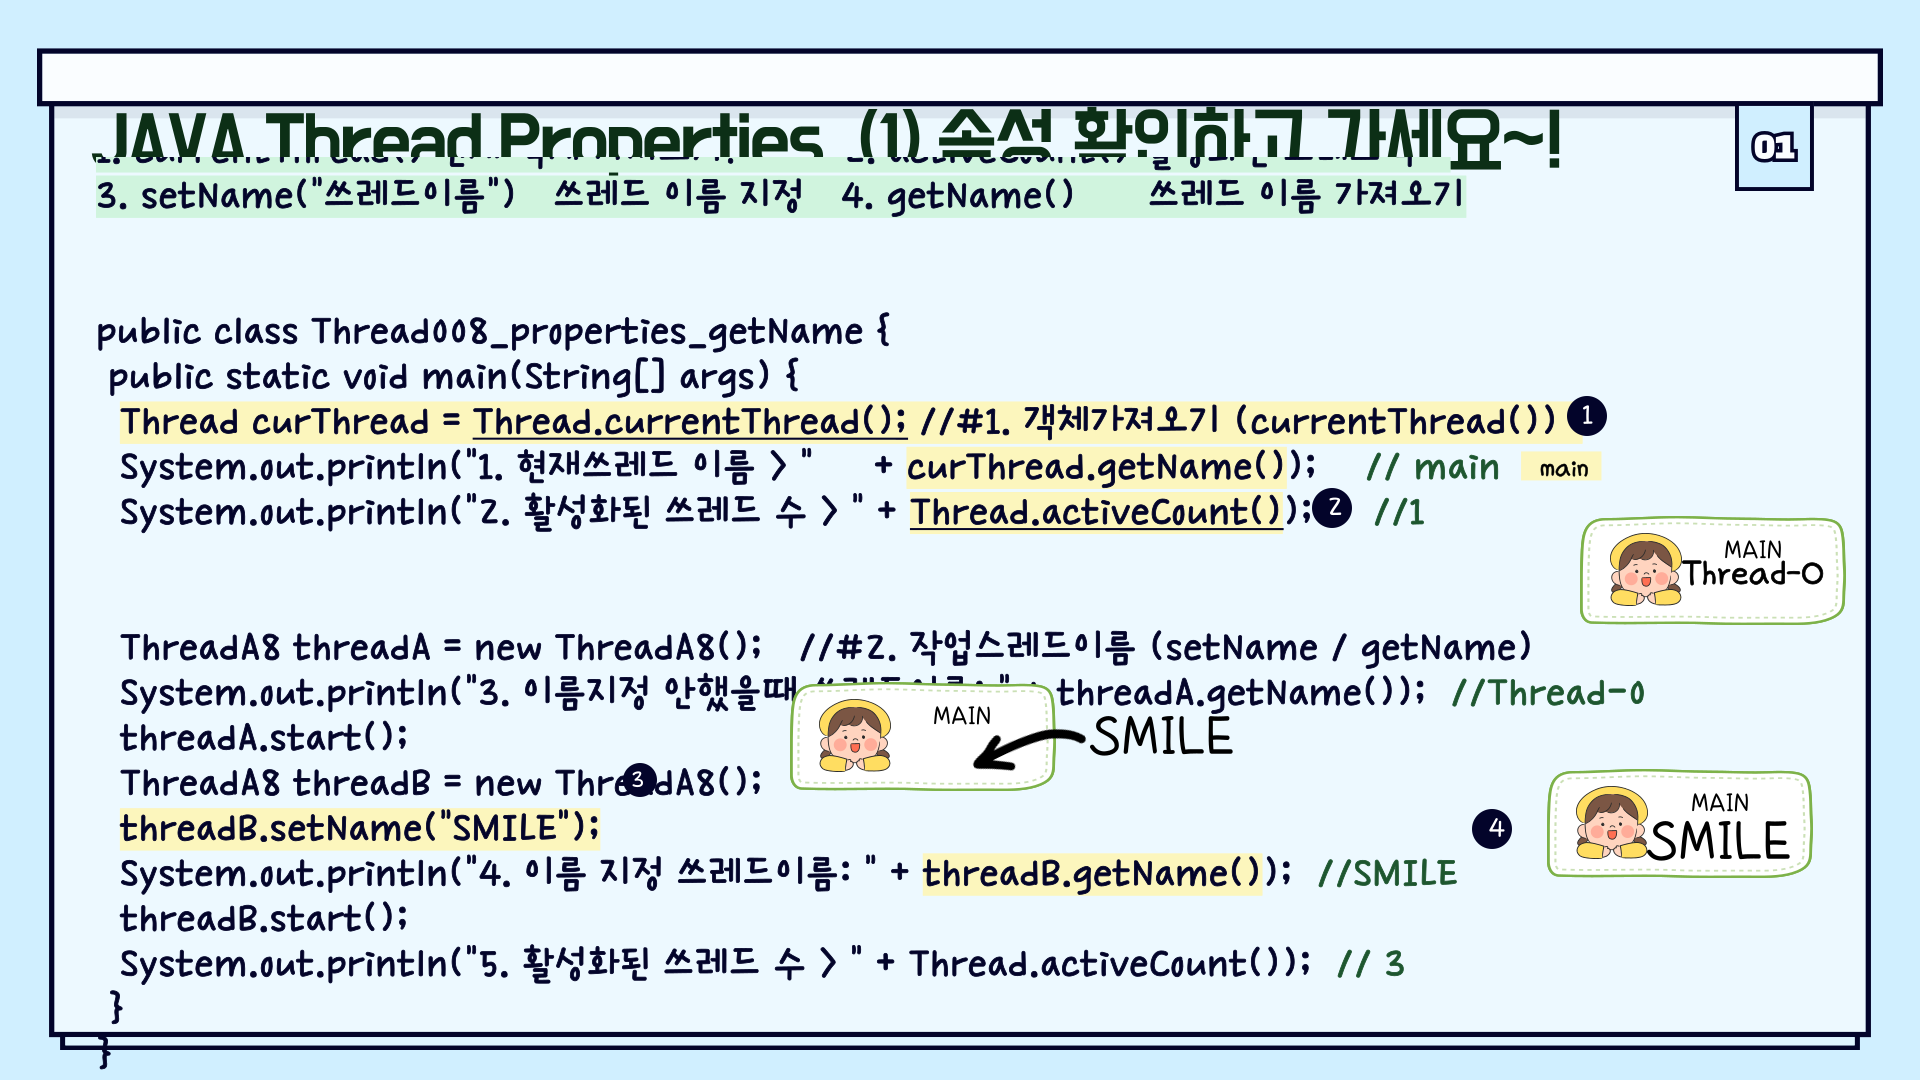 JAVA Thread Properties (1) 속성 확인하고 가세요~!
01
3. setName("쓰레드이름") 쓰레드 이름 지정 4. getName() 쓰레드 이름 가져오기
public class Thread008_properties_getName {
public static void main(String[] args) {
Thread curThread = Thread.currentThread(); //#1. 객체가져오기 (currentThread()) 1
System.out.println("1. 현재쓰레드 이름 > " + curThread.getName()); // main main
System.out.println("2. 활성화된 쓰레드 수 > " + Thread.activeCount()); 2 //1
MAIN
Thread-0
ThreadA8 threadA = new ThreadA8(); //#2. 작업스레드이름 (setName / getName)
System.out.println("3. 이름지정 안했을때 threadA.getName()); //Thread-0
MAIN
SMILE
threadA.start();
ThreadA8 threadB = new ThreadA8();
3
threadB.setName("SMILE");
4
MAIN
SMILE
System.out.println("4. 이름 지정 쓰레드이름: " + threadB.getName()); //SMILE
threadB.start();
System.out.println("5. 활성화된 쓰레드 수 > " + Thread.activeCount()); // 3
}
}